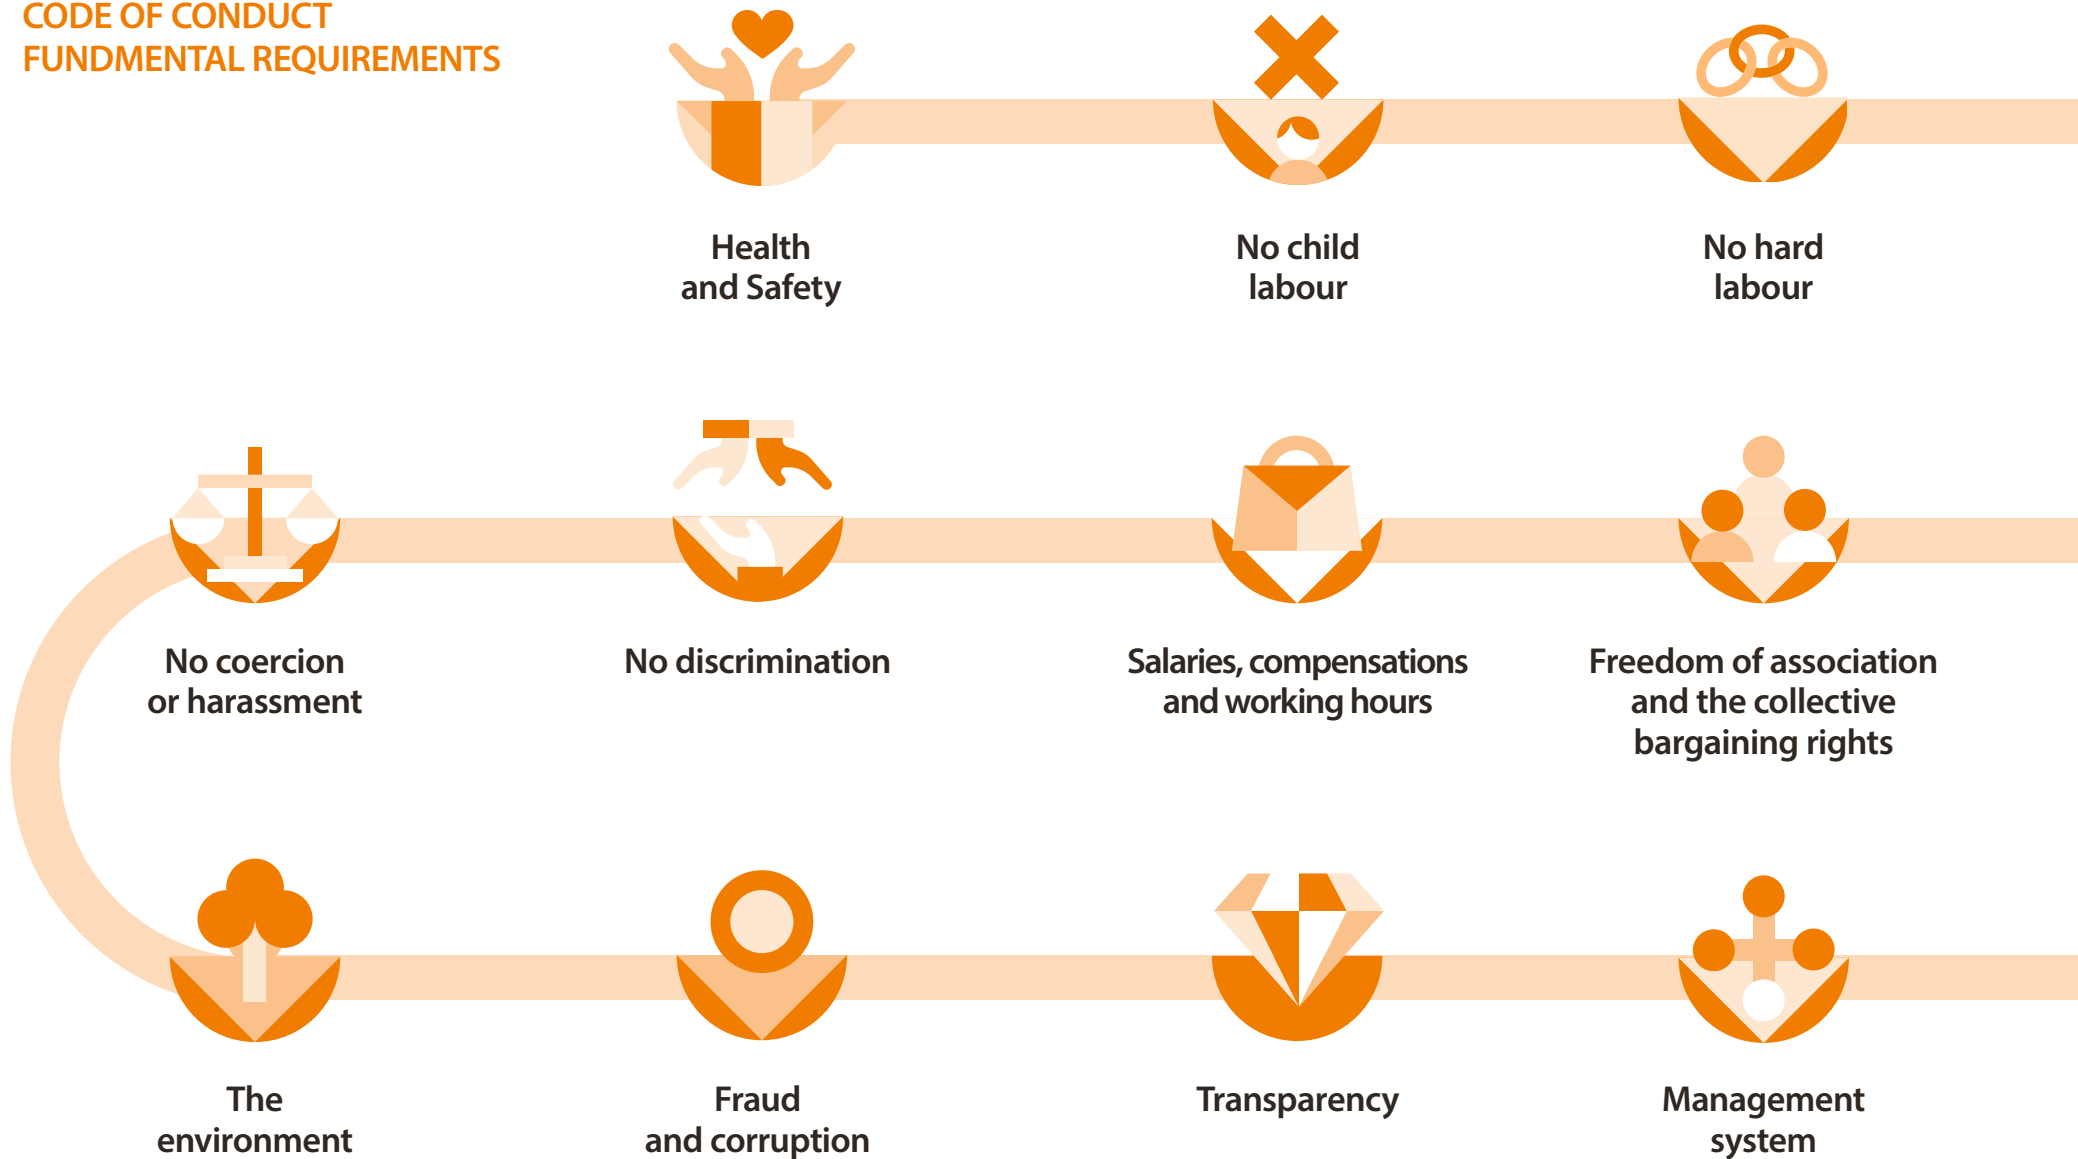 CODE OF CONDUCT
FUNDMENTAL REQUIREMENTS
Health
and Safety
No child
labour
No hard
labour
No coercion
or harassment
No discrimination
Salaries, compensations
and working hours
Freedom of association
and the collective
bargaining rights
The
environment
Fraud
and corruption
Transparency
Management
system